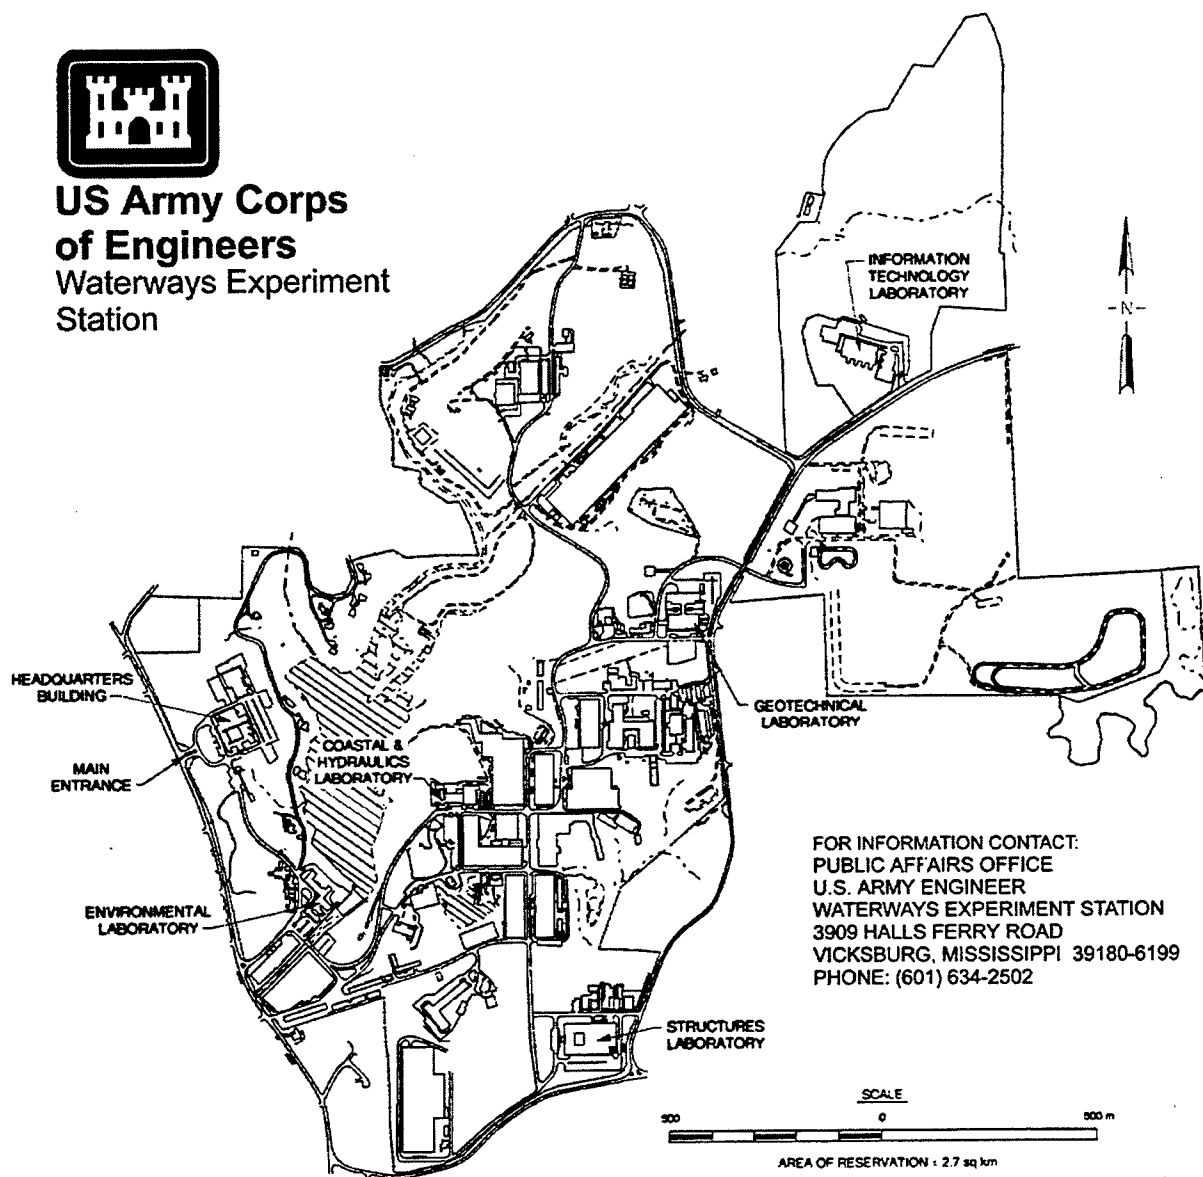 US Army Corps
of Engineers
Waterways Experiment
Station
INFORMATION
TECHNOLOGY
LABORATORY
N
HEADQUARTERS
BUILDING
MAIN
ENTRANCE
COASTAL &
HYDRAULICS
LABORATORY
GEOTECHNICAL
LABORATORY
ENVIRONMENTAL
LABORATORY
STRUCTURES
LABORATORY
FOR INFORMATION CONTACT:
PUBLIC AFFAIRS OFFICE
U.S. ARMY ENGINEER
WATERWAYS EXPERIMENT STATION
3909 HALLS FERRY ROAD
VICKSBURG, MISSISSIPPI 39180-6199
PHONE: (601) 634-2502
SCALE
500 0 500 m
AREA OF RESERVATION : 2.7 sq km